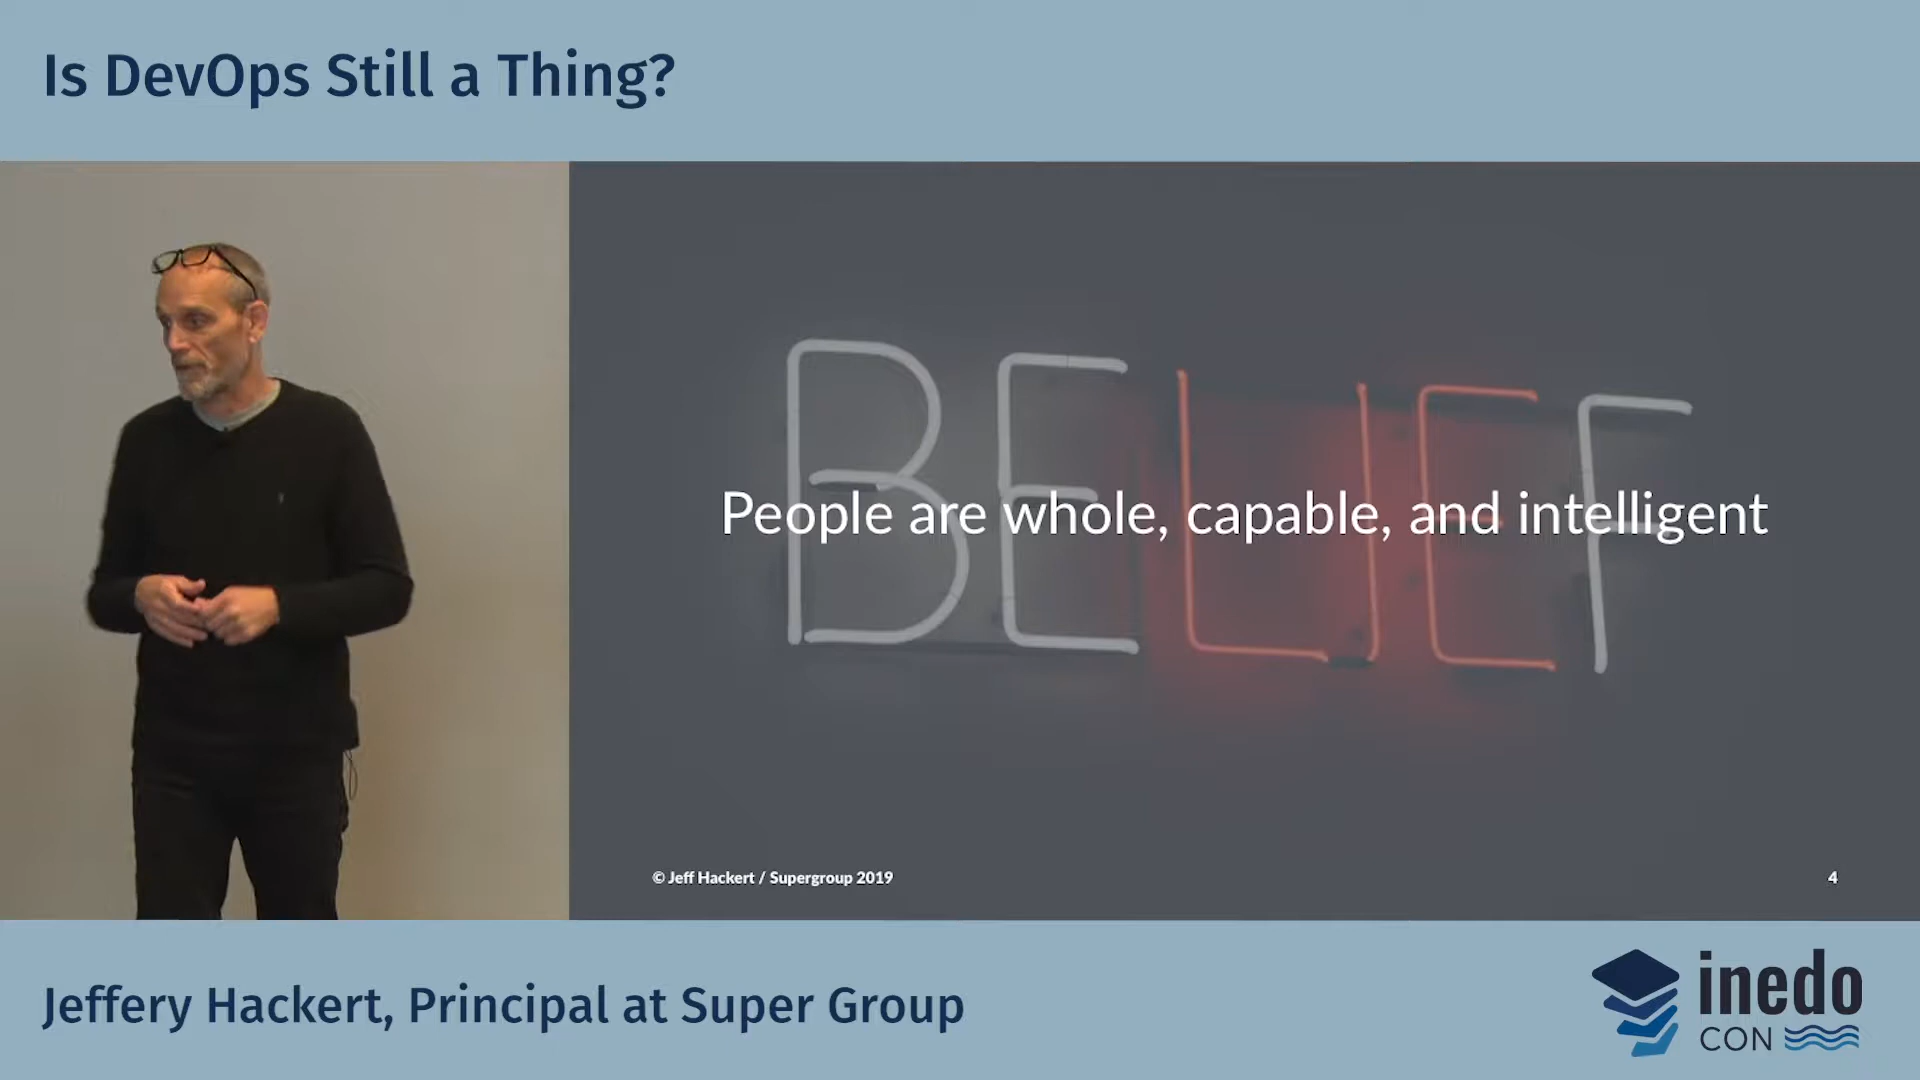 Is DevOps Still a Thing?
BELIEF
People are whole, capable, and intelligent
© Jeff Hackert / Supergroup 2019
4
Jeffery Hackert, Principal at Super Group
inedo
CON